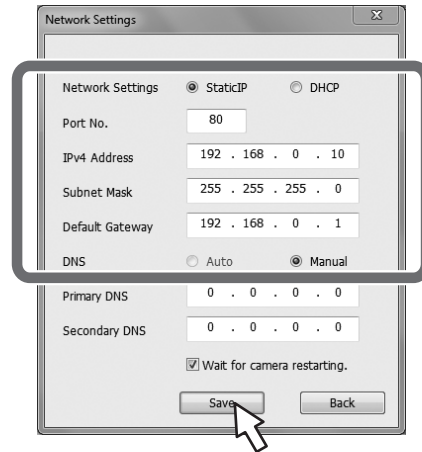 Network Settings
Network Settings StaticIP DHCP
Port No. 80
IPv4 Address 192 . 168 . 0 . 10
Subnet Mask 255 . 255 . 255 . 0
Default Gateway 192 . 168 . 0 . 1
DNS Auto Manual
Primary DNS 0 . 0 . 0 . 0
Secondary DNS 0 . 0 . 0 . 0
Wait for camera restarting.
Save Back